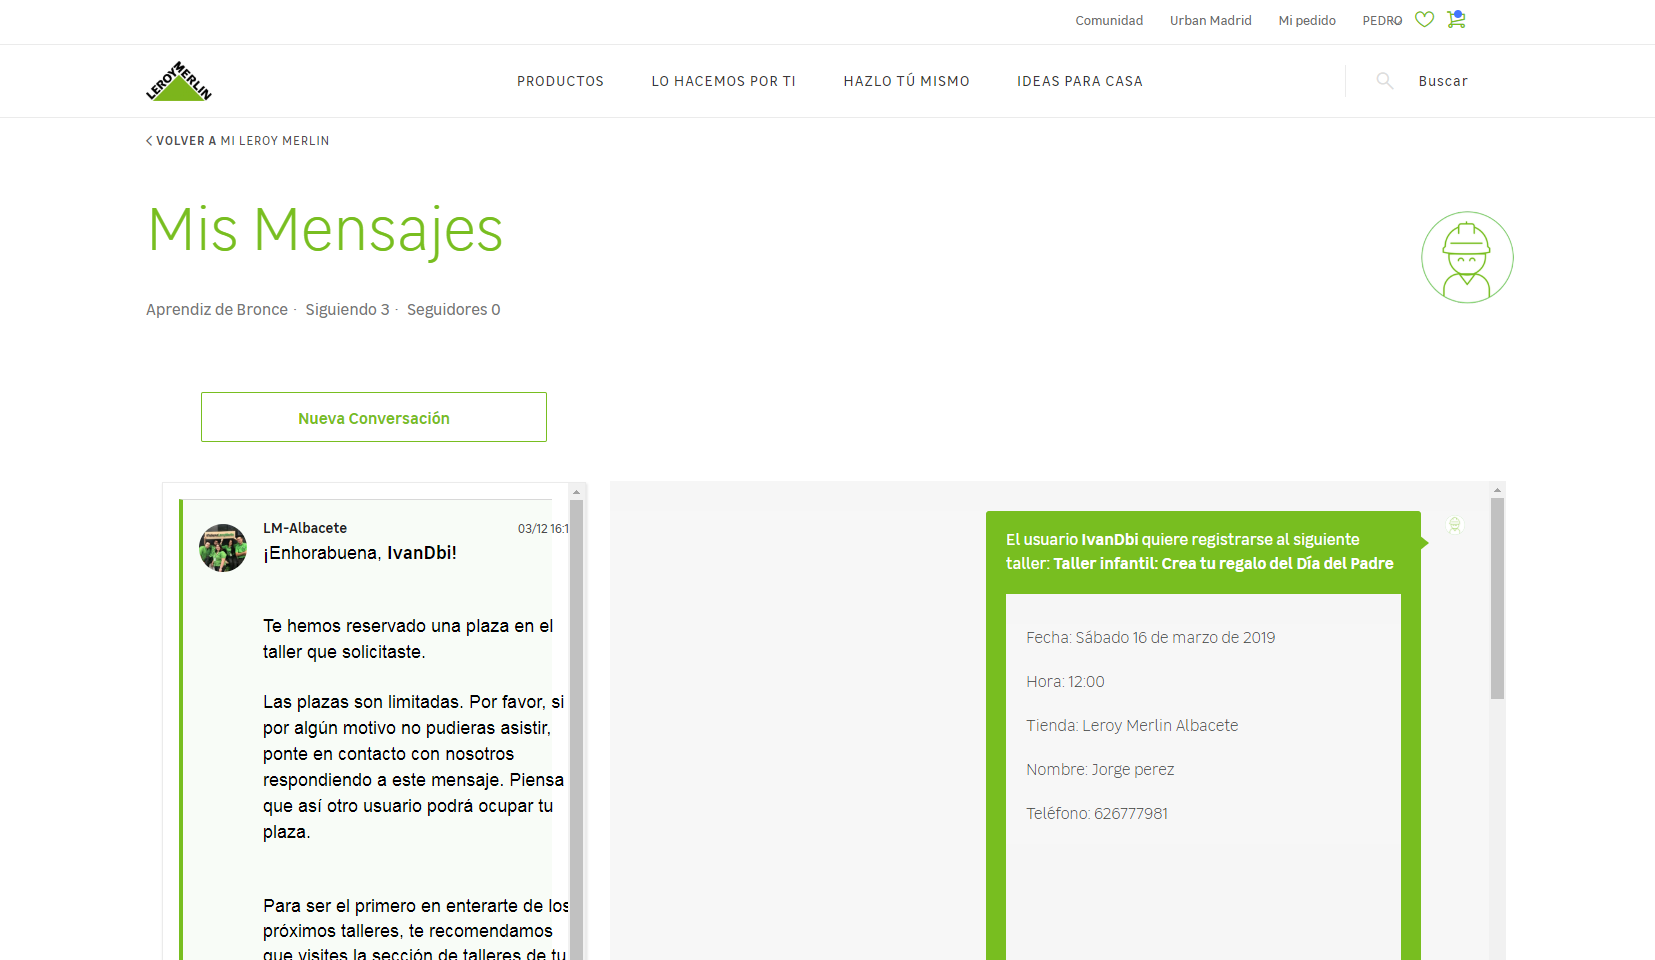 Comunidad Urban Madrid Mi pedido PEDRO
LEROY MERLIN
PRODUCTOS LO HACEMOS POR TI HAZLO TÚ MISMO IDEAS PARA CASA Buscar
VOLVER A MI LEROY MERLIN
Mis Mensajes
Aprendiz de Bronce · Siguiendo 3 · Seguidores 0
Nueva Conversación
LM-Albacete 03/12 16:1
¡Enhorabuena, IvanDbi!
Te hemos reservado una plaza en el
taller que solicitaste.
Las plazas son limitadas. Por favor, si
por algún motivo no pudieras asistir,
ponte en contacto con nosotros
respondiendo a este mensaje. Piensa
que así otro usuario podrá ocupar tu
plaza.
Para ser el primero en enterarte de los
próximos talleres, te recomendamos
que visites la sección de talleres de tu
El usuario IvanDbi quiere registrarse al siguiente
taller: Taller infantil: Crea tu regalo del Día del Padre
Fecha: Sábado 16 de marzo de 2019
Hora: 12:00
Tienda: Leroy Merlin Albacete
Nombre: Jorge perez
Teléfono: 626777981